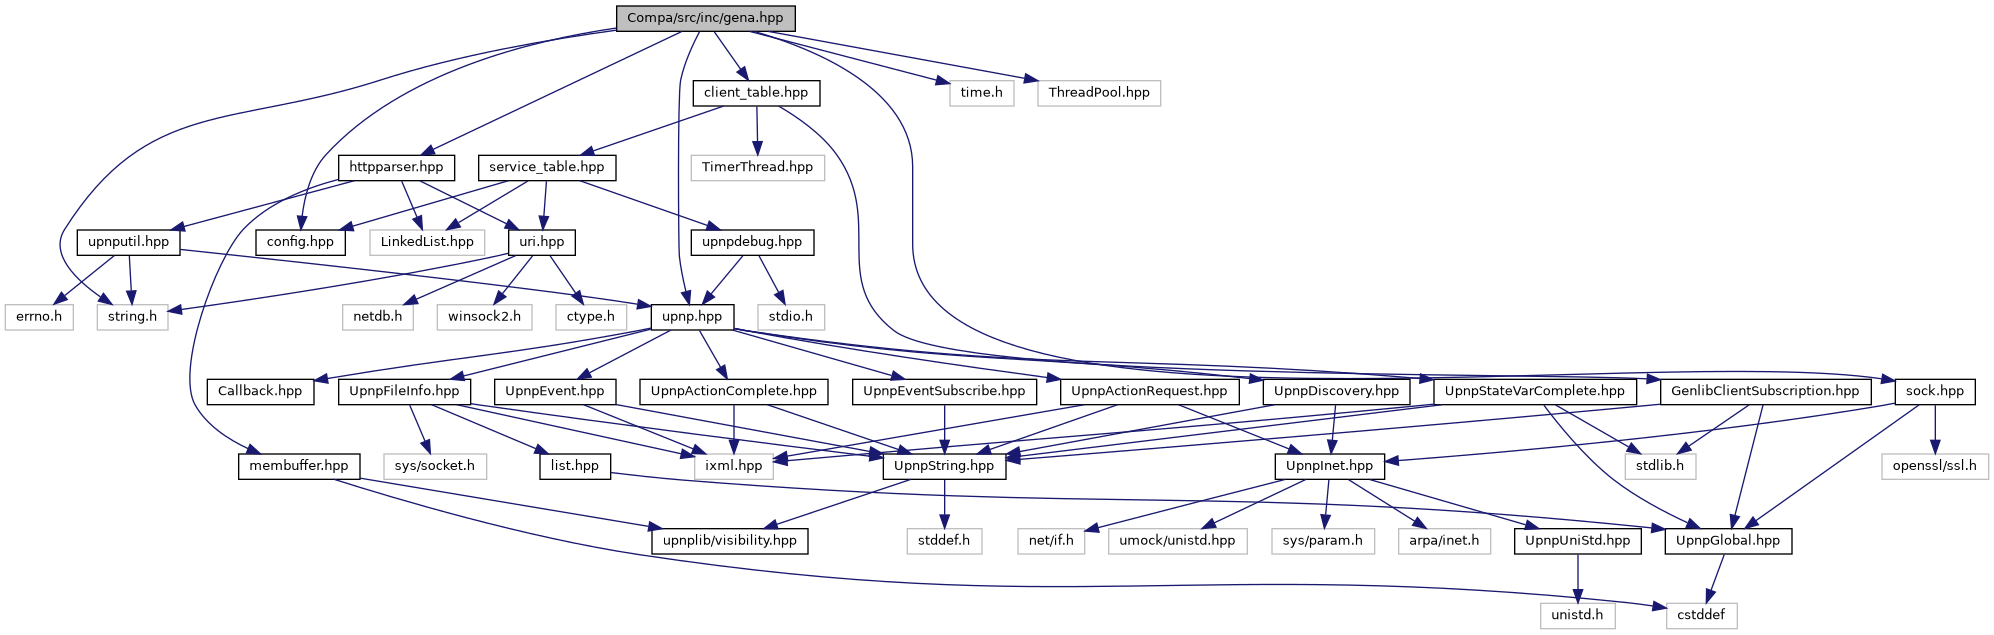 Compa/src/inc/gena.hpp
client_table.hpp
time.h
ThreadPool.hpp
httpparser.hpp
service_table.hpp
TimerThread.hpp
upnputil.hpp
config.hpp
LinkedList.hpp
uri.hpp
upnpdebug.hpp
errno.h
string.h
netdb.h
winsock2.h
ctype.h
upnp.hpp
stdio.h
Callback.hpp
UpnpFileInfo.hpp
UpnpEvent.hpp
UpnpActionComplete.hpp
UpnpEventSubscribe.hpp
UpnpActionRequest.hpp
UpnpDiscovery.hpp
UpnpStateVarComplete.hpp
GenlibClientSubscription.hpp
sock.hpp
membuffer.hpp
sys/socket.h
list.hpp
ixml.hpp
UpnpString.hpp
UpnpInet.hpp
stdlib.h
openssl/ssl.h
upnplib/visibility.hpp
stddef.h
net/if.h
umock/unistd.hpp
sys/param.h
arpa/inet.h
UpnpUniStd.hpp
UpnpGlobal.hpp
unistd.h
cstddef